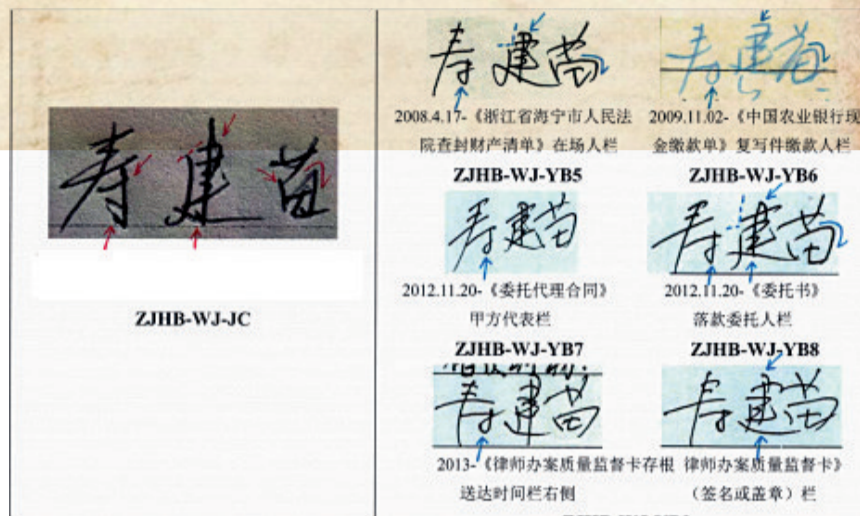 寿建苗
ZJHB-WJ-JC
寿建苗
寿建苗
2008.4.17-《浙江省海宁市人民法
院查封财产清单》在场人栏
2009.11.02-《中国农业银行现
金缴款单》复写件缴款人栏
ZJHB-WJ-YB5
ZJHB-WJ-YB6
寿建苗
寿建苗
2012.11.20-《委托代理合同》
甲方代表栏
2012.11.20-《委托书》
落款委托人栏
ZJHB-WJ-YB7
ZJHB-WJ-YB8
寿建苗
寿建苗
2013-《律师办案质量监督卡存根
送达时间栏右侧
律师办案质量监督卡》
（签名或盖章）栏